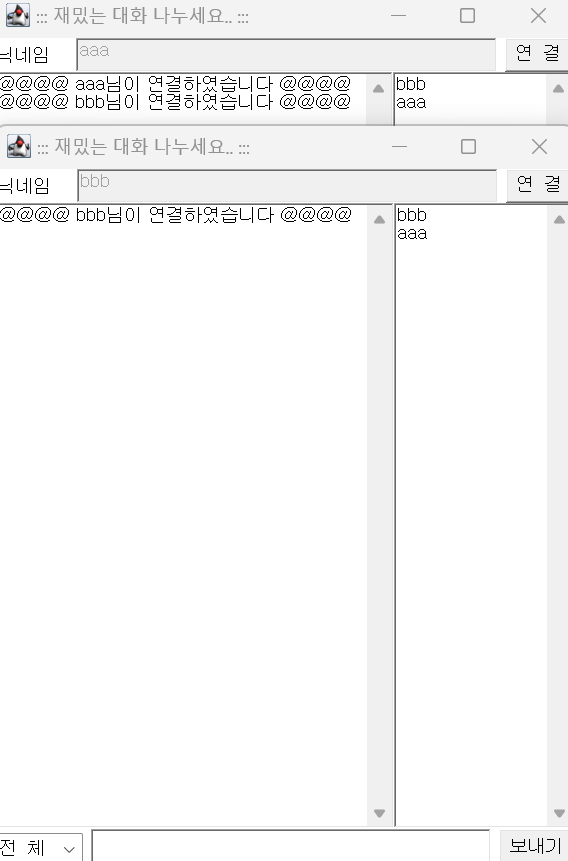 ::: 재밌는 대화 나누세요.. :::
닉네임 aaa 연 결
@@@@ aaa님이 연결하였습니다 @@@@ bbb
@@@@ bbb님이 연결하였습니다 @@@@ aaa
::: 재밌는 대화 나누세요.. :::
닉네임 bbb 연 결
@@@@ bbb님이 연결하였습니다 @@@@ bbb
aaa
전 체 보내기